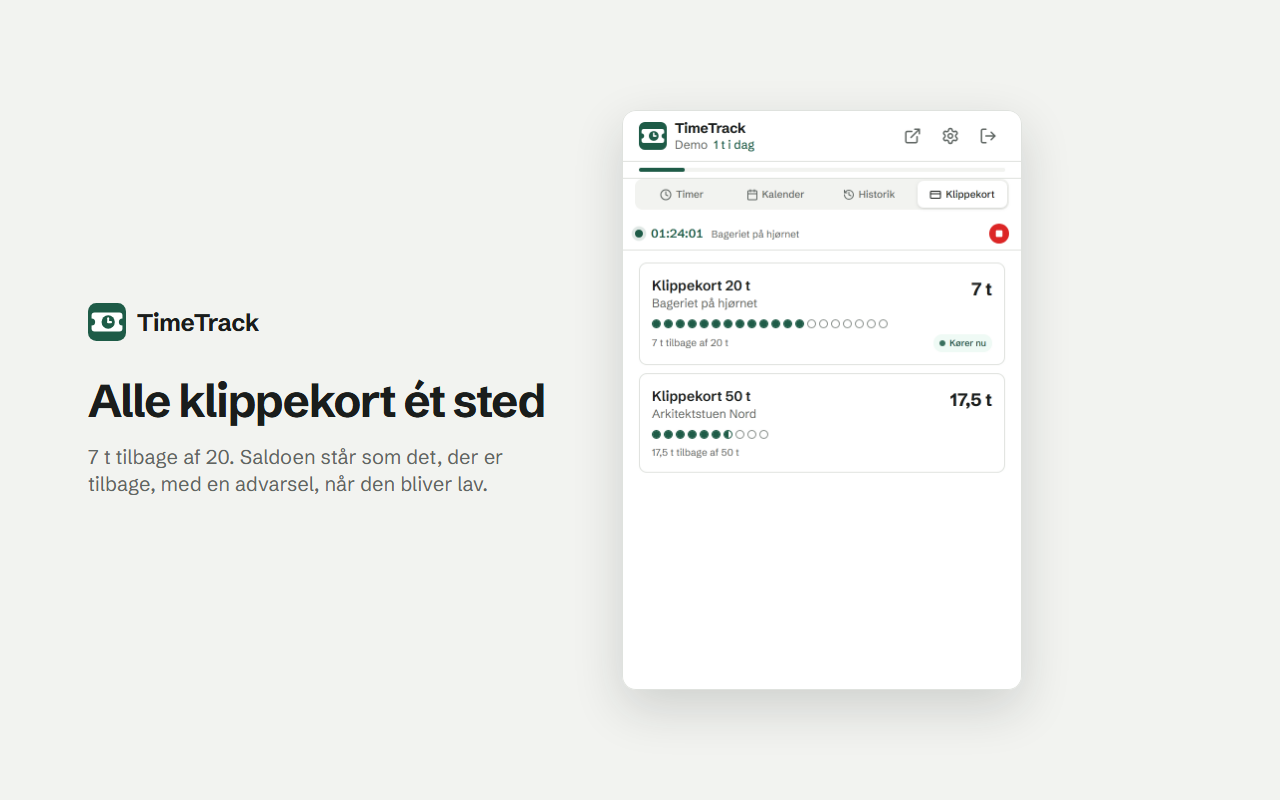 TimeTrack
Alle klippekort ét sted
7 t tilbage af 20. Saldoen står som det, der er
tilbage, med en advarsel, når den bliver lav.
TimeTrack
Demo 1 t i dag
Timer Kalender Historik Klippekort
01:24:01 Bageriet på hjørnet
Klippekort 20 t 7 t
Bageriet på hjørnet
7 t tilbage af 20 t Kører nu
Klippekort 50 t 17,5 t
Arkitektstuen Nord
17,5 t tilbage af 50 t